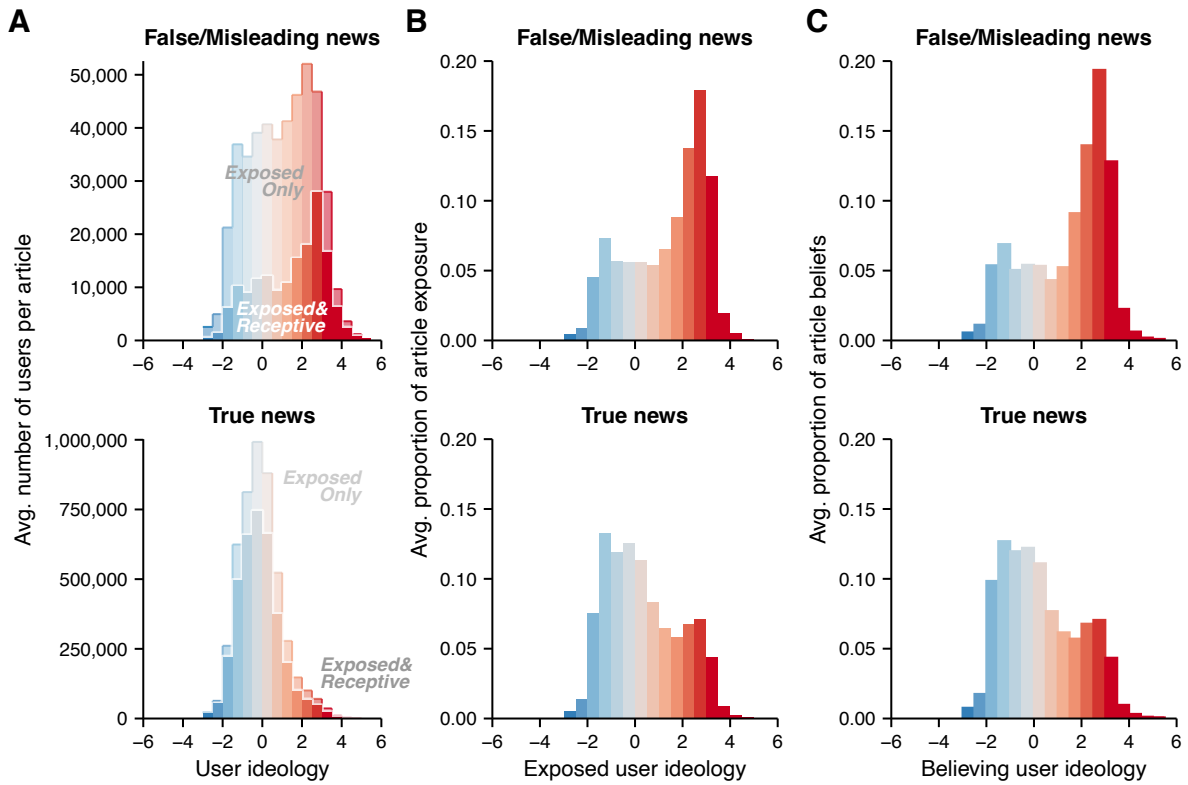 A
False/Misleading news
50,000
40,000
30,000
20,000
10,000
0
Exposed
Only
Exposed&
Receptive
−6 −4 −2 0 2 4 6
True news
1,000,000
750,000
500,000
250,000
0
Exposed
Only
Exposed&
Receptive
−6 −4 −2 0 2 4 6
User ideology
Avg. number of users per article
B
False/Misleading news
0.20
0.15
0.10
0.05
0.00
−6 −4 −2 0 2 4 6
True news
0.20
0.15
0.10
0.05
0.00
−6 −4 −2 0 2 4 6
Exposed user ideology
Avg. proportion of article exposure
C
False/Misleading news
0.20
0.15
0.10
0.05
0.00
−6 −4 −2 0 2 4 6
True news
0.20
0.15
0.10
0.05
0.00
−6 −4 −2 0 2 4 6
Believing user ideology
Avg. proportion of article beliefs